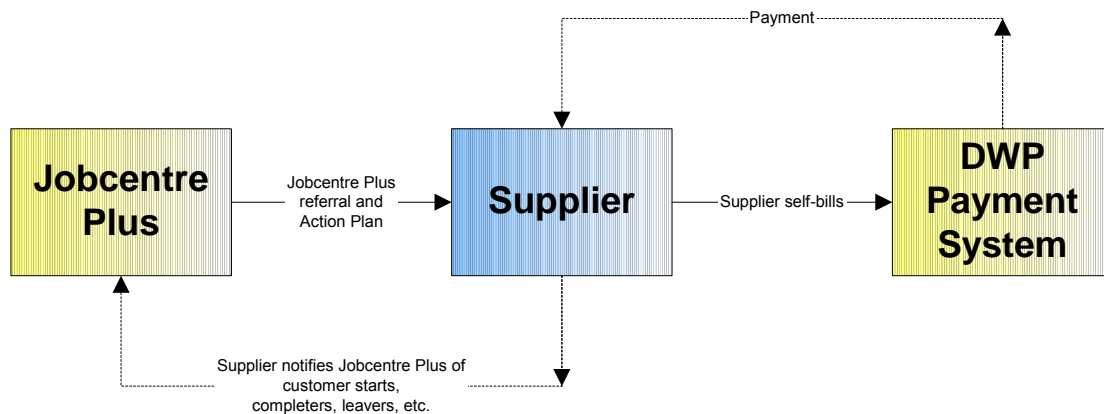 Payment
Jobcentre
Plus
Jobcentre Plus
referral and
Action Plan
Supplier
Supplier self-bills
DWP
Payment
System
Supplier notifies Jobcentre Plus of
customer starts,
completers, leavers, etc.